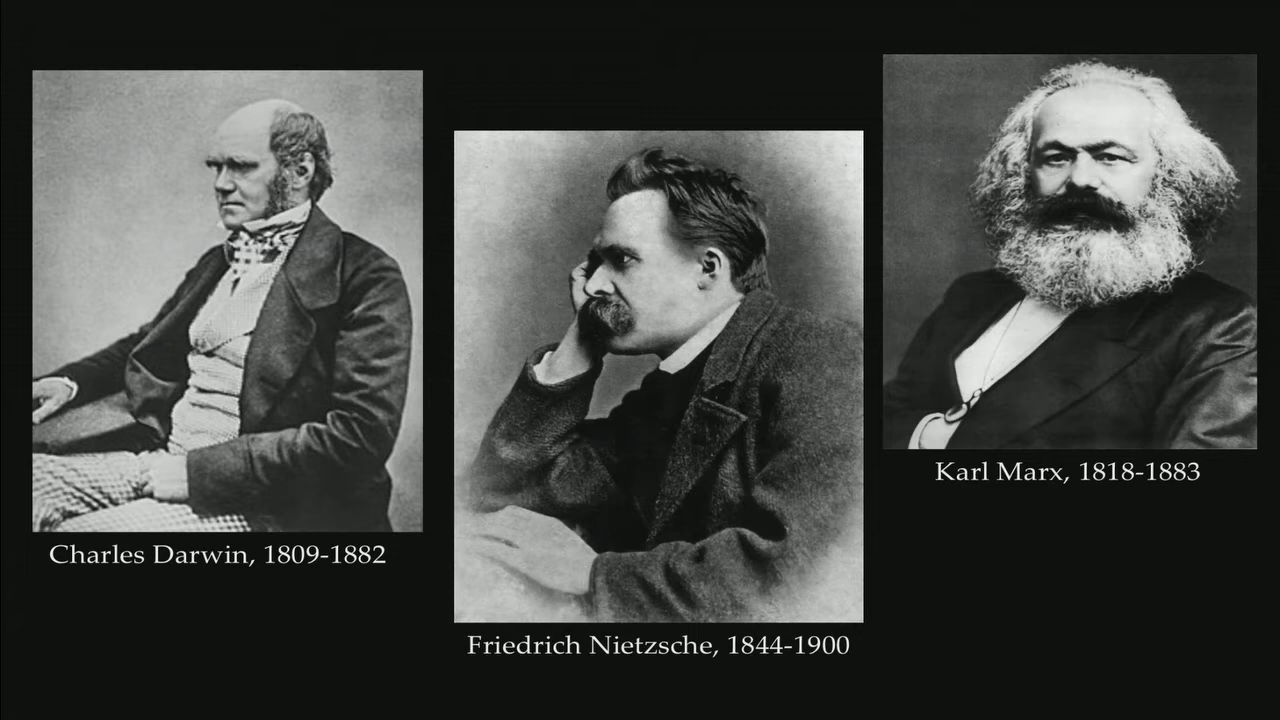 Charles Darwin, 1809-1882
Friedrich Nietzsche, 1844-1900
Karl Marx, 1818-1883